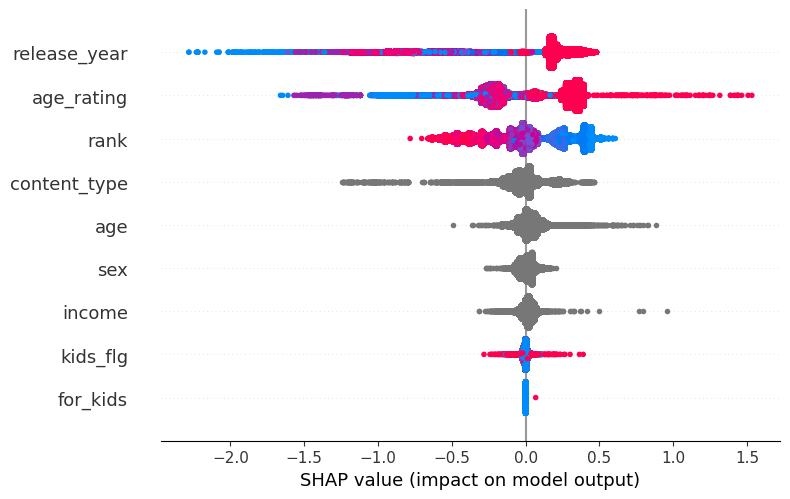 release_year
age_rating
rank
content_type
age
sex
income
kids_flg
for_kids
−2.0 −1.5 −1.0 −0.5 0.0 0.5 1.0 1.5
SHAP value (impact on model output)